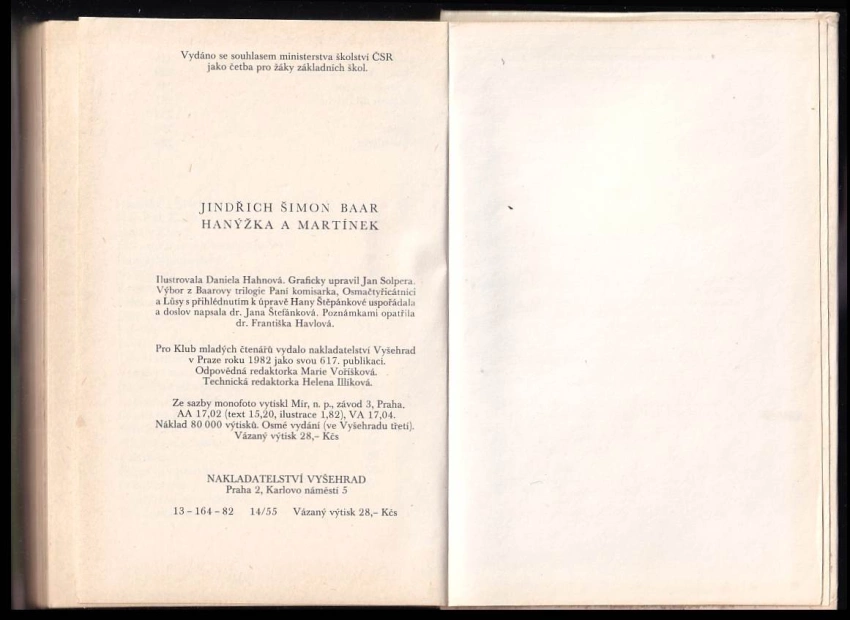 Vydáno se souhlasem ministerstva školství ČSR
jako četba pro žáky základních škol.
JINDŘICH ŠIMON BAAR
HANÝŽKA A MARTÍNEK
Ilustrovala Daniela Hahnová. Graficky upravil Jan Solpera.
Výbor z Baarovy trilogie Paní komisarka, Osmačtyřicátníci
a Lůsy s přihlédnutím k úpravě Hany Štěpánkové uspořádala
a doslov napsala dr. Jana Štefánková. Poznámkami opatřila
dr. Františka Havlová.
Pro Klub mladých čtenářů vydalo nakladatelství Vyšehrad
v Praze roku 1982 jako svou 617. publikaci.
Odpovědná redaktorka Marie Voříšková.
Technická redaktorka Helena Illíková.
Ze sazby monofoto vytiskl Mír, n. p., závod 3, Praha.
AA 17,02 (text 15,20, ilustrace 1,82), VA 17,04.
Náklad 80 000 výtisků. Osmé vydání (ve Vyšehradu třetí).
Vázaný výtisk 28,– Kčs
NAKLADATELSTVÍ VYŠEHRAD
Praha 2, Karlovo náměstí 5
13 – 164 – 82 14/55 Vázaný výtisk 28,– Kčs